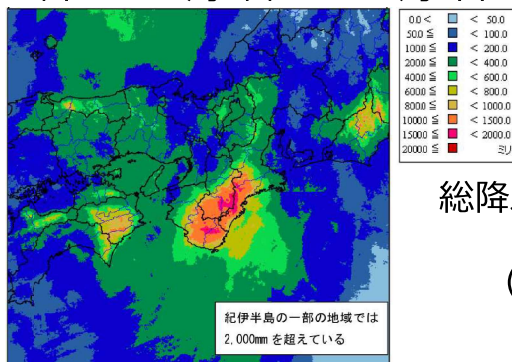 0.0 < < 50.0
50.0 ≦ < 100.0
100.0 ≦ < 200.0
200.0 ≦ < 400.0
400.0 ≦ < 600.0
600.0 ≦ < 800.0
800.0 ≦ < 1000.0
1000.0 ≦ < 1500.0
1500.0 ≦ < 2000.0
2000.0 ≦ ミリ
総降
(
紀伊半島の一部の地域では
2,000mm を超えている